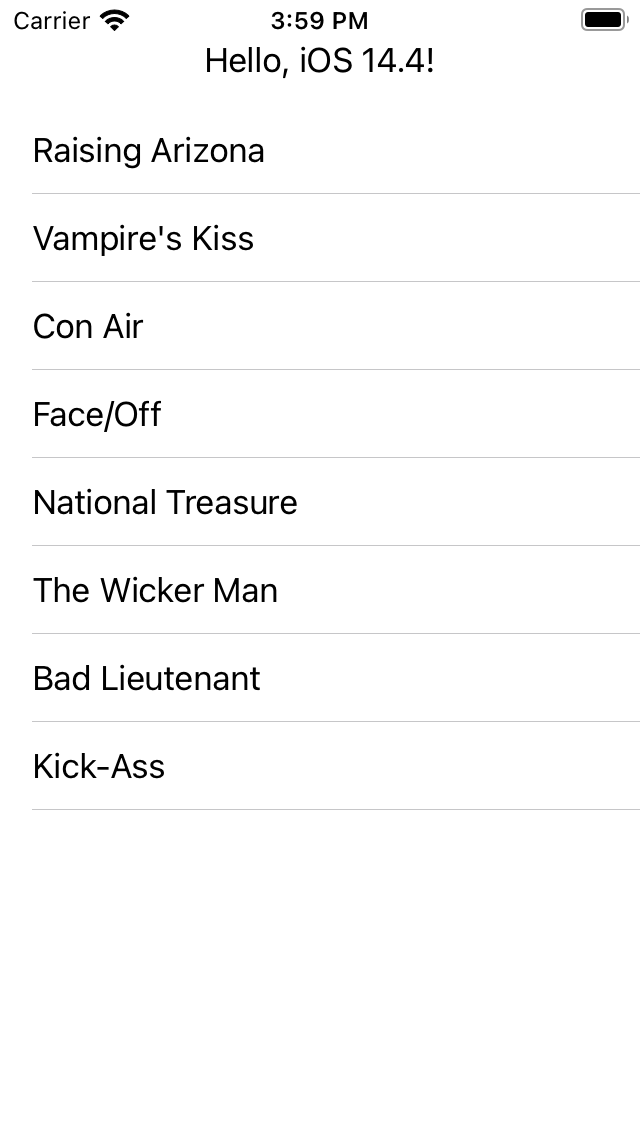 Carrier 3:59 PM
Hello, iOS 14.4!
Raising Arizona
Vampire's Kiss
Con Air
Face/Off
National Treasure
The Wicker Man
Bad Lieutenant
Kick-Ass